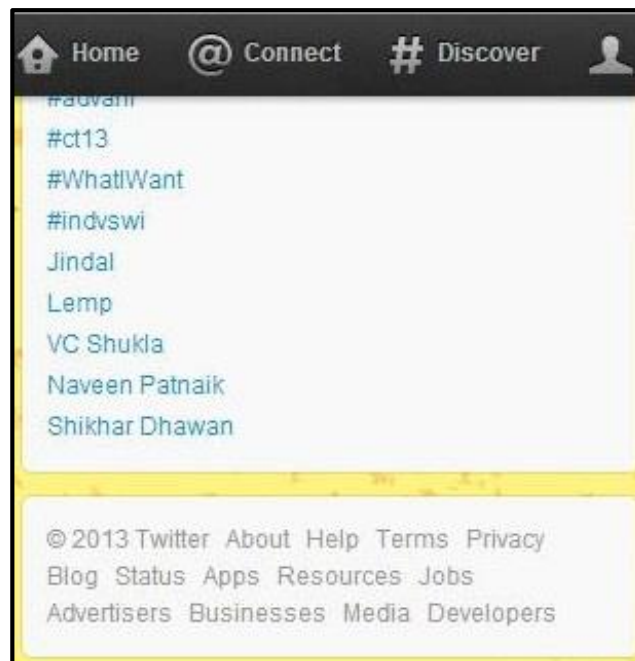 Home @ Connect # Discover
#advani
#ct13
#WhatIWant
#indvswi
Jindal
Lemp
VC Shukla
Naveen Patnaik
Shikhar Dhawan
© 2013 Twitter About Help Terms Privacy
Blog Status Apps Resources Jobs
Advertisers Businesses Media Developers